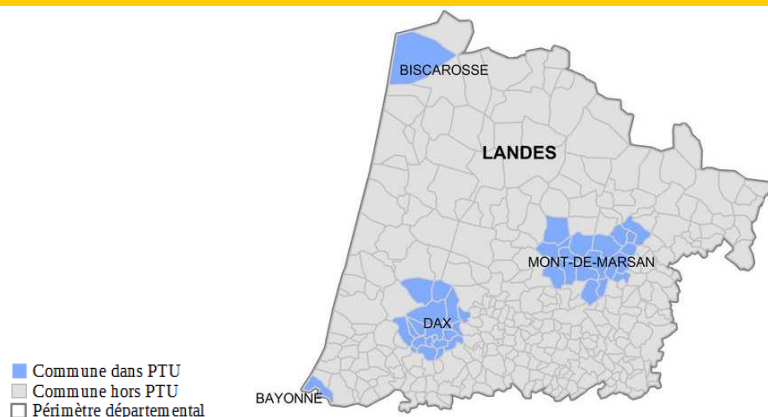 BISCAROSSE
LANDES
MONT-DE-MARSAN
DAX
BAYONNE
Commune dans PTU
Commune hors PTU
Périmètre départemental